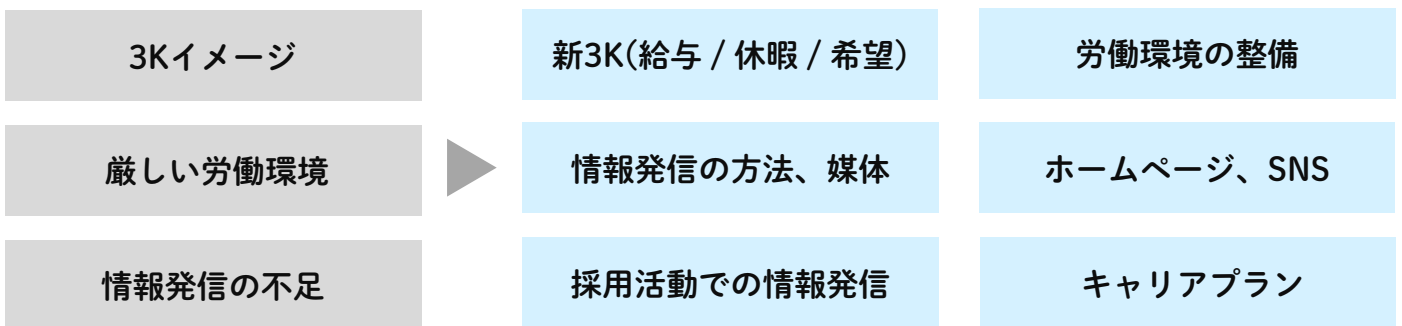 3Kイメージ
新3K(給与 / 休暇 / 希望)
労働環境の整備
厳しい労働環境
情報発信の方法、媒体
ホームページ、SNS
情報発信の不足
採用活動での情報発信
キャリアプラン